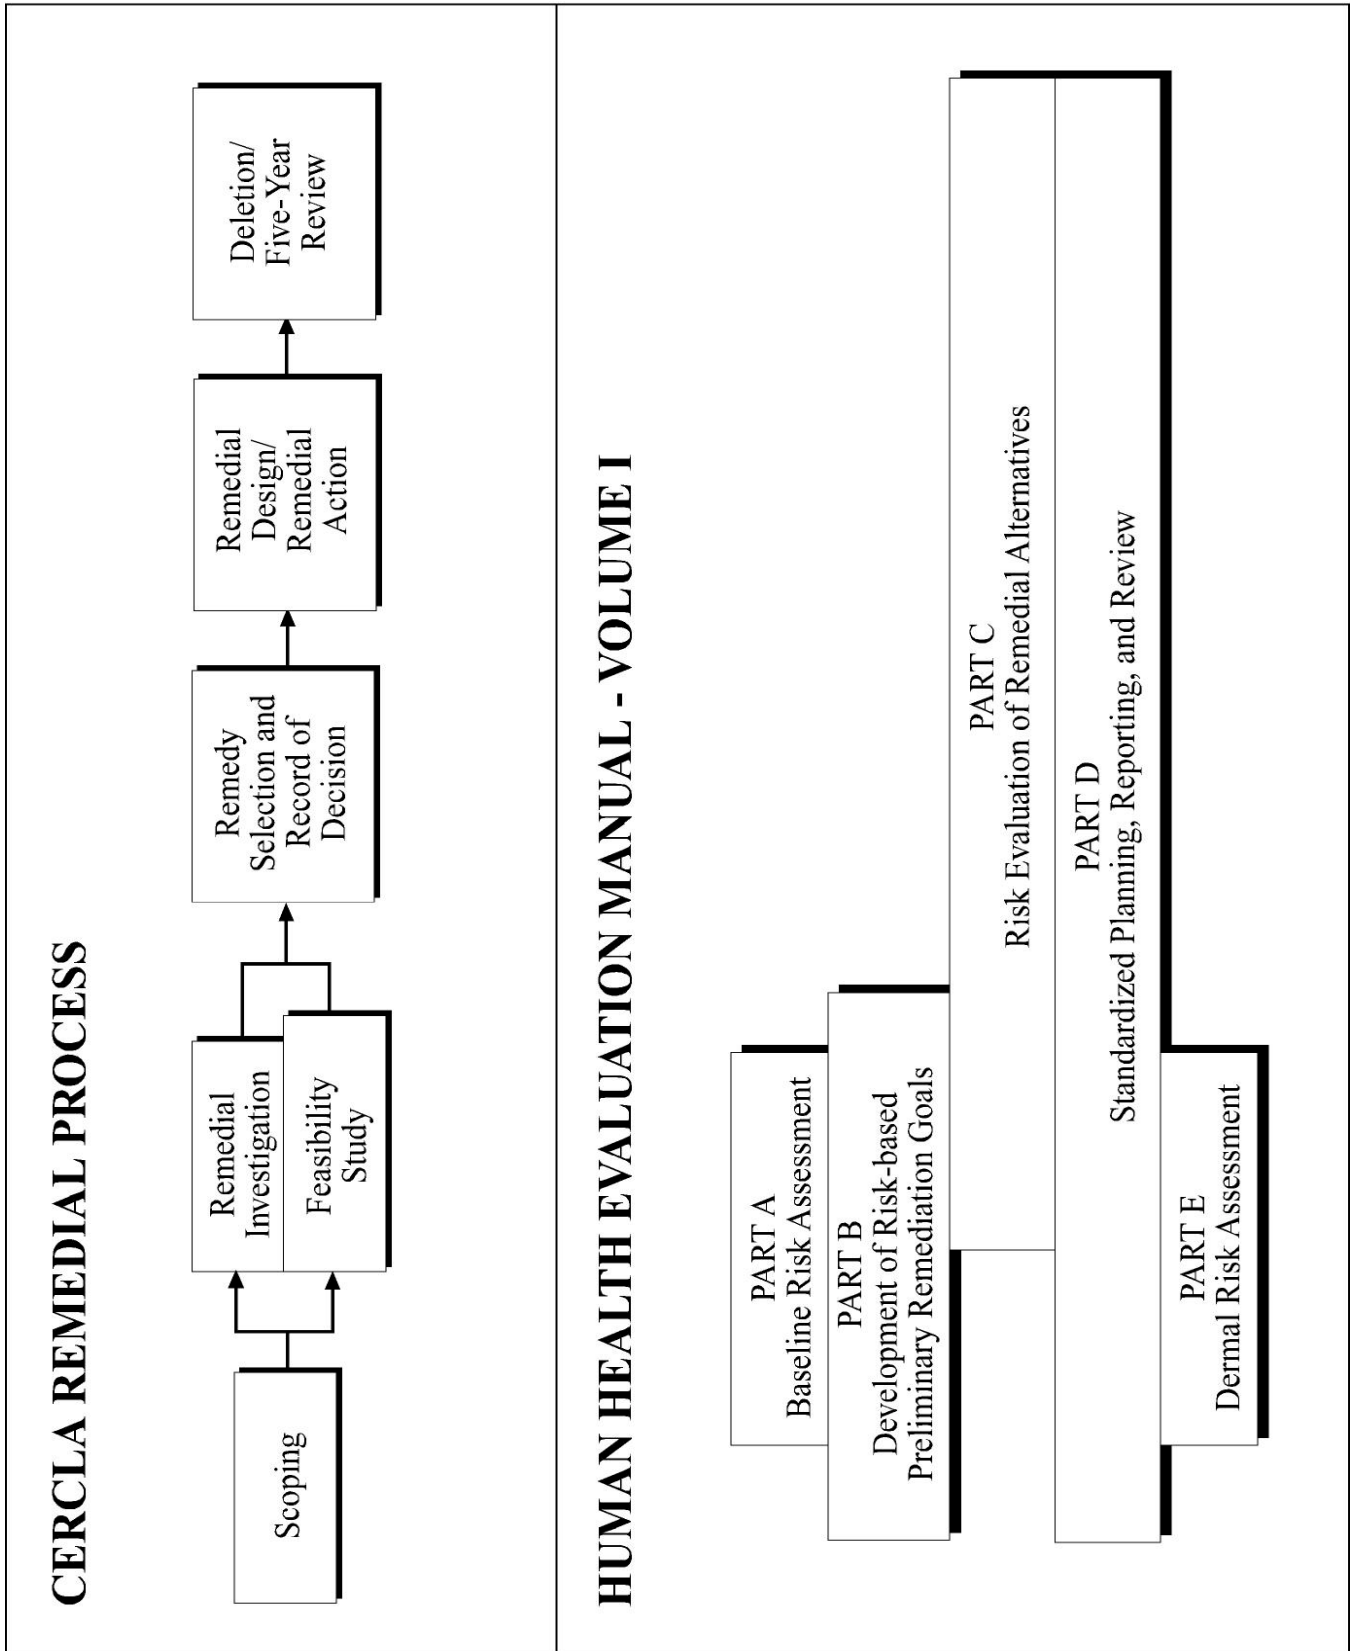 CERCLA REMEDIAL PROCESS
Scoping
Remedial
Investigation
Feasibility
Study
Remedy
Selection and
Record of
Decision
Remedial
Design/
Remedial
Action
Deletion/
Five-Year
Review
HUMAN HEALTH EVALUATION MANUAL - VOLUME I
PART A
Baseline Risk Assessment
PART B
Development of Risk-based
Preliminary Remediation Goals
PART C
Risk Evaluation of Remedial Alternatives
PART D
Standardized Planning, Reporting, and Review
PART E
Dermal Risk Assessment